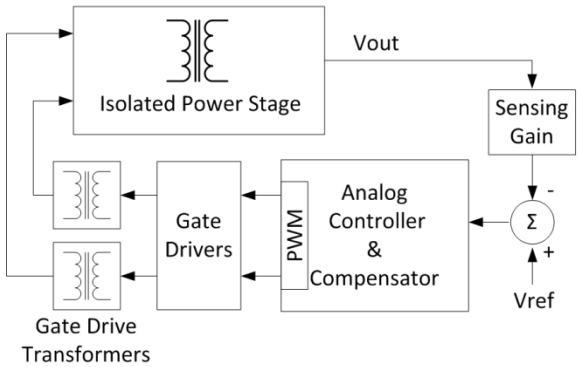 Vout
Isolated Power Stage
Sensing
Gain
-
Σ
+
Vref
Analog
Controller
&
Compensator
PWM
Gate
Drivers
Gate Drive
Transformers